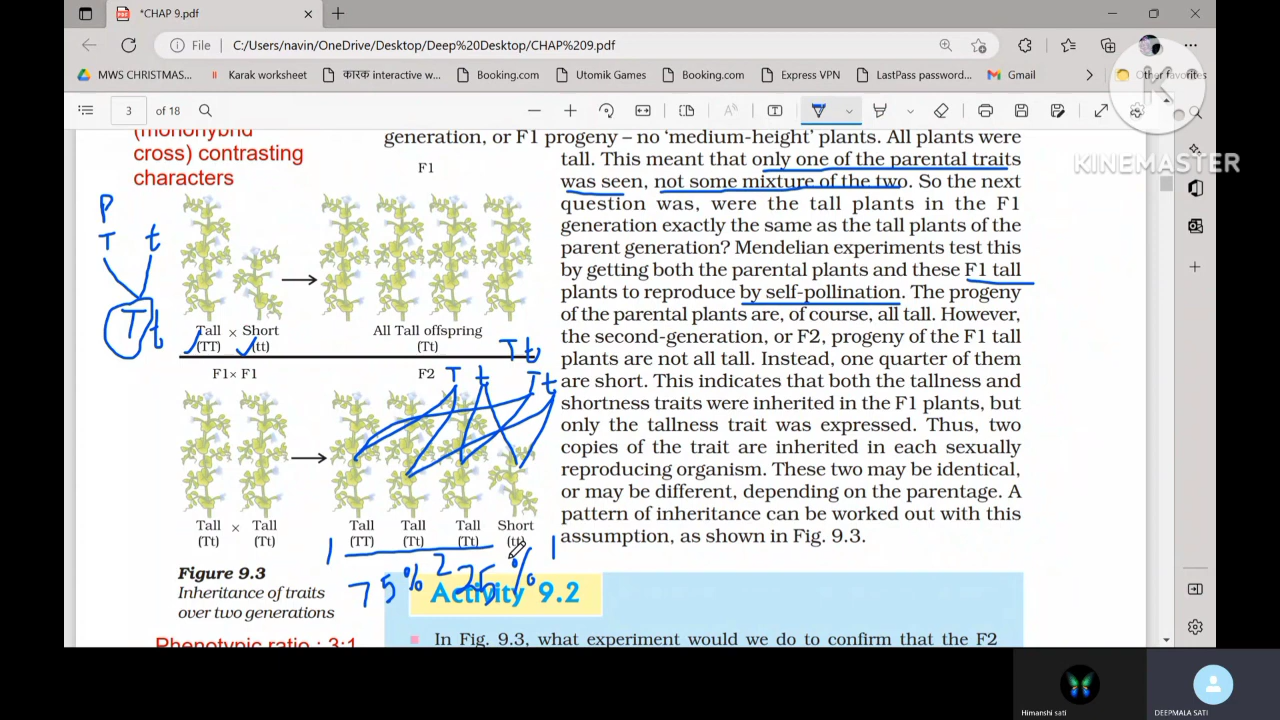 *CHAP 9.pdf
File C:/Users/navin/OneDrive/Desktop/Deep%20Desktop/CHAP%209.pdf
MWS CHRISTMAS... Karak worksheet कारक interactive w... Booking.com Utomik Games Booking.com Express VPN LastPass password... Gmail Other favorites
3 of 18
KINEMASTER
(monohybrid
cross) contrasting
characters
P
T t
T t
F1
Tall × Short
(TT) (tt)
All Tall offspring
(Tt)
T t
F1× F1
F2
T t T t
Tall × Tall
(Tt) (Tt)
Tall Tall Tall Short
(TT) (Tt) (Tt) (tt)
1 2 1
75% 25%
Figure 9.3
Inheritance of traits
over two generations
Phenotypic ratio : 3:1
generation, or F1 progeny – no ‘medium-height’ plants. All plants were
tall. This meant that only one of the parental traits
was seen, not some mixture of the two. So the next
question was, were the tall plants in the F1
generation exactly the same as the tall plants of the
parent generation? Mendelian experiments test this
by getting both the parental plants and these F1 tall
plants to reproduce by self-pollination. The progeny
of the parental plants are, of course, all tall. However,
the second-generation, or F2, progeny of the F1 tall
plants are not all tall. Instead, one quarter of them
are short. This indicates that both the tallness and
shortness traits were inherited in the F1 plants, but
only the tallness trait was expressed. Thus, two
copies of the trait are inherited in each sexually
reproducing organism. These two may be identical,
or may be different, depending on the parentage. A
pattern of inheritance can be worked out with this
assumption, as shown in Fig. 9.3.
Activity 9.2
In Fig. 9.3, what experiment would we do to confirm that the F2
Himanshi sati
DEEPMALA SATI